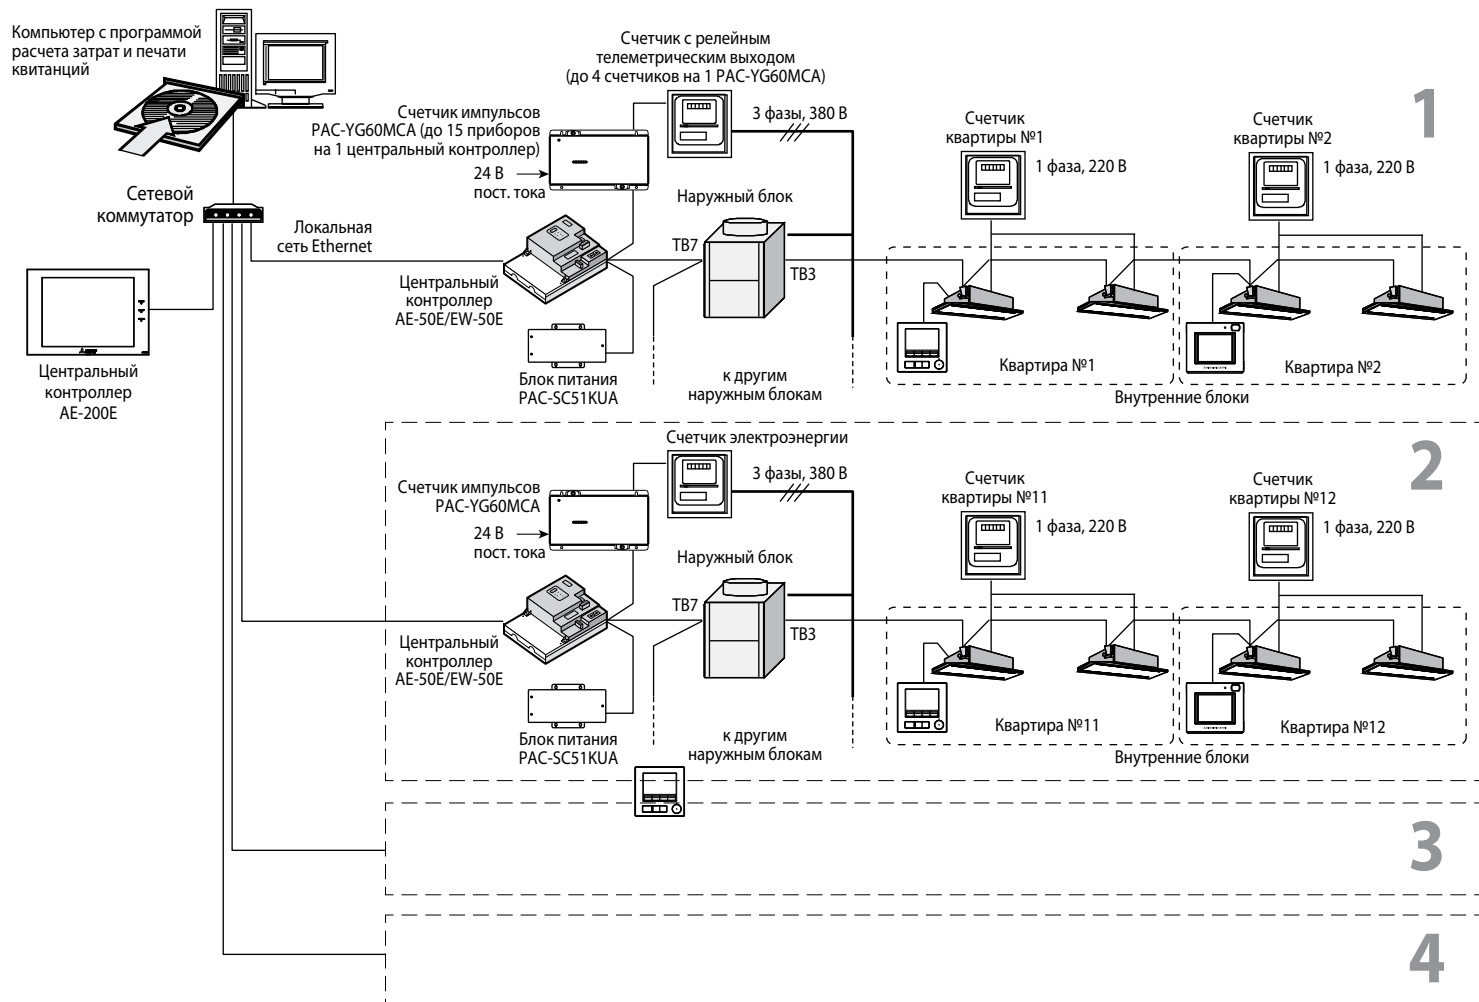 Компьютер с программой
расчета затрат и печати
квитанций
Сетевой
коммутатор
Локальная
сеть Ethernet
Центральный
контроллер
AE-200E
1
Счетчик с релейным
телеметрическим выходом
(до 4 счетчиков на 1 PAC-YG60MCA)
Счетчик импульсов
PAC-YG60MCA (до 15 приборов
на 1 центральный контроллер)
24 В
пост. тока
3 фазы, 380 В
Наружный блок
TB7
TB3
Центральный
контроллер
AE-50E/EW-50E
Блок питания
PAC-SC51KUA
к другим
наружным блокам
Счетчик
квартиры №1
1 фаза, 220 В
Счетчик
квартиры №2
1 фаза, 220 В
Квартира №1
Квартира №2
Внутренние блоки
2
Счетчик электроэнергии
Счетчик импульсов
PAC-YG60MCA
24 В
пост. тока
3 фазы, 380 В
Наружный блок
TB7
TB3
Центральный
контроллер
AE-50E/EW-50E
Блок питания
PAC-SC51KUA
к другим
наружным блокам
Счетчик
квартиры №11
1 фаза, 220 В
Счетчик
квартиры №12
1 фаза, 220 В
Квартира №11
Квартира №12
Внутренние блоки
3
4